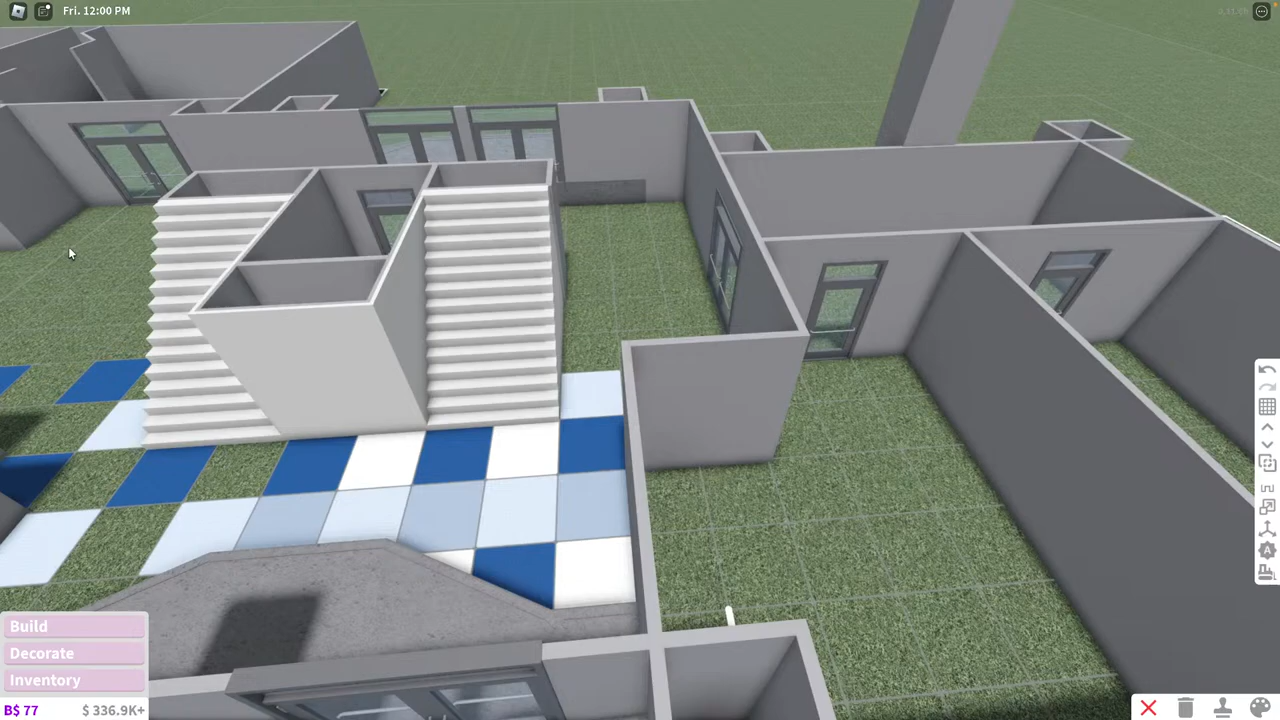 Fri. 12:00 PM
Build
Decorate
Inventory
B$ 77
$ 336.9K+